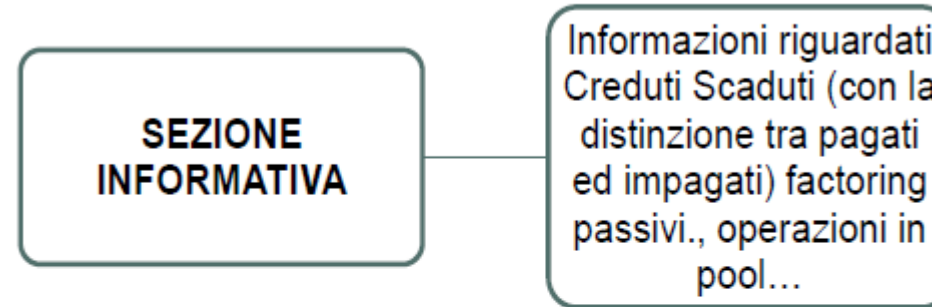 SEZIONE
INFORMATIVA
Informazioni riguardati
Creduti Scaduti (con la
distinzione tra pagati
ed impagati) factoring
passivi., operazioni in
pool…